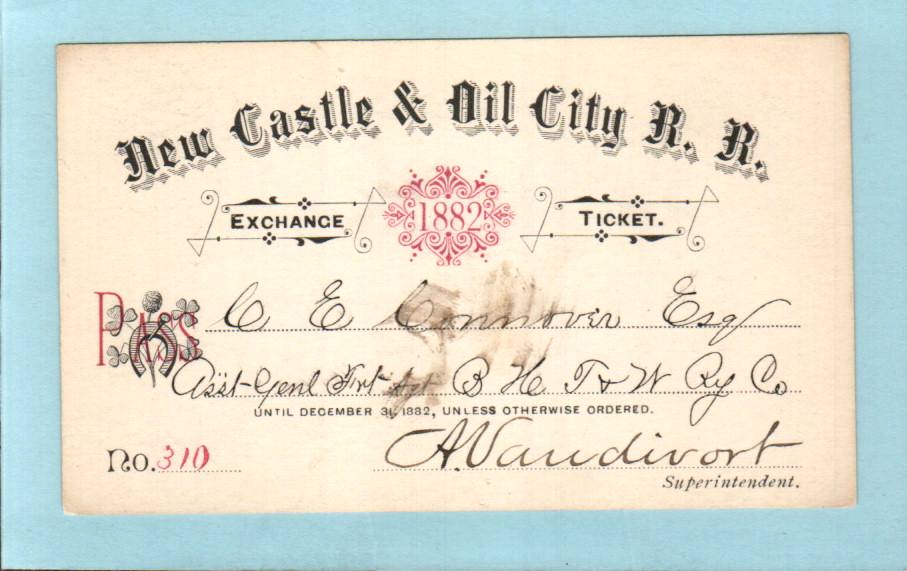 New Castle & Oil City R. R.
EXCHANGE 1882 TICKET.
PASS C E Connover Esq
Asst Genl Frt Agt B H T & W Ry Co
UNTIL DECEMBER 31, 1882, UNLESS OTHERWISE ORDERED.
No. 310 A. Vandivort
Superintendent.